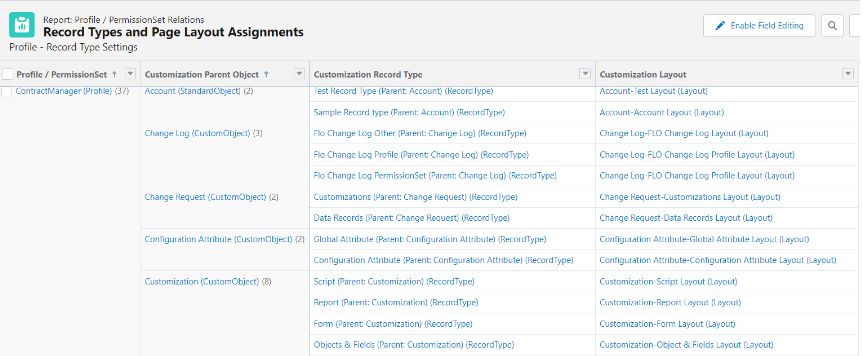 Report: Profile / PermissionSet Relations
Record Types and Page Layout Assignments
Enable Field Editing
Profile - Record Type Settings
Profile / PermissionSet ↑ Customization Parent Object ↑ Customization Record Type Customization Layout
ContractManager (Profile) (37) Account (StandardObject) (2) Test Record Type (Parent: Account) (RecordType) Account-Test Layout (Layout)
Sample Record type (Parent: Account) (RecordType) Account-Account Layout (Layout)
Change Log (CustomObject) (3) Flo Change Log Other (Parent: Change Log) (RecordType) Change Log-FLO Change Log Layout (Layout)
Flo Change Log Profile (Parent: Change Log) (RecordType) Change Log-FLO Change Log Profile Layout (Layout)
Flo Change Log PermissionSet (Parent: Change Log) (RecordType) Change Log-FLO Change Log Profile Layout (Layout)
Change Request (CustomObject) (2) Customizations (Parent: Change Request) (RecordType) Change Request-Customizations Layout (Layout)
Data Records (Parent: Change Request) (RecordType) Change Request-Data Records Layout (Layout)
Configuration Attribute (CustomObject) (2) Global Attribute (Parent: Configuration Attribute) (RecordType) Configuration Attribute-Global Attribute Layout (Layout)
Configuration Attribute (Parent: Configuration Attribute) (RecordType) Configuration Attribute-Configuration Attribute Layout (Layout)
Customization (CustomObject) (8) Script (Parent: Customization) (RecordType) Customization-Script Layout (Layout)
Report (Parent: Customization) (RecordType) Customization-Report Layout (Layout)
Form (Parent: Customization) (RecordType) Customization-Form Layout (Layout)
Objects & Fields (Parent: Customization) (RecordType) Customization-Object & Fields Layout (Layout)